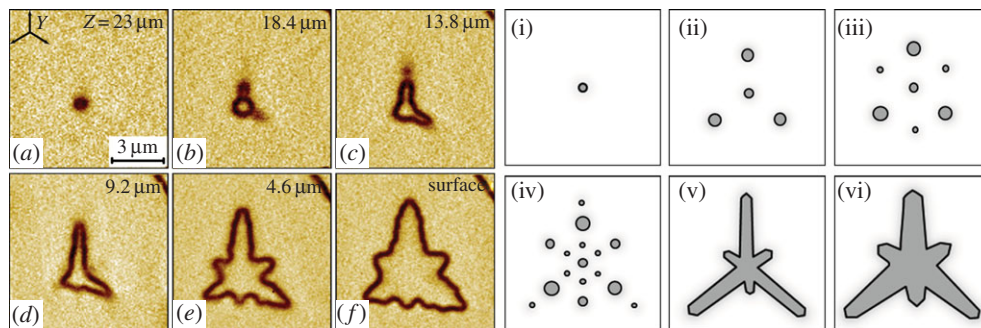 Y
Z = 23 µm
(a)
3 µm
18.4 µm
(b)
13.8 µm
(c)
(i)
(ii)
(iii)
9.2 µm
(d)
4.6 µm
(e)
surface
(f)
(iv)
(v)
(vi)